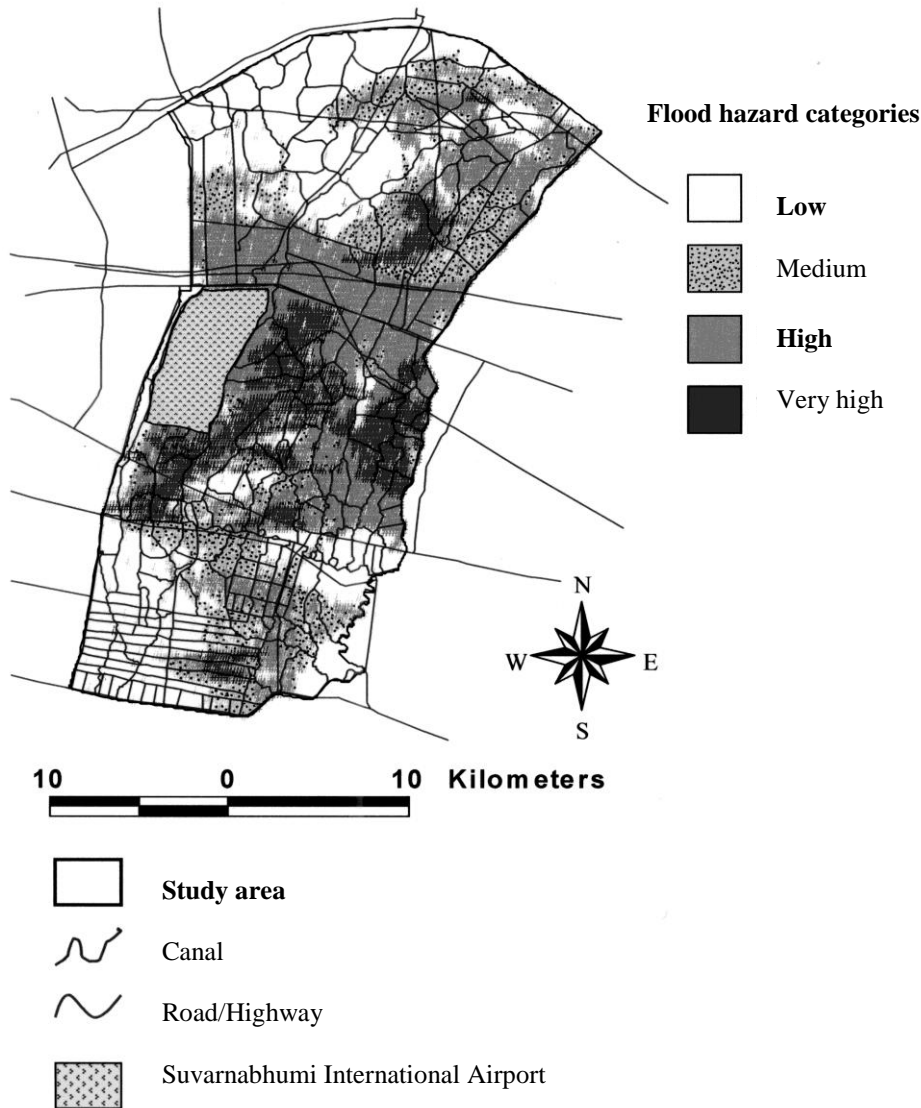 Flood hazard categories
Low
Medium
High
Very high
N
W E
S
10 0 10 Kilometers
Study area
Canal
Road/Highway
Suvarnabhumi International Airport